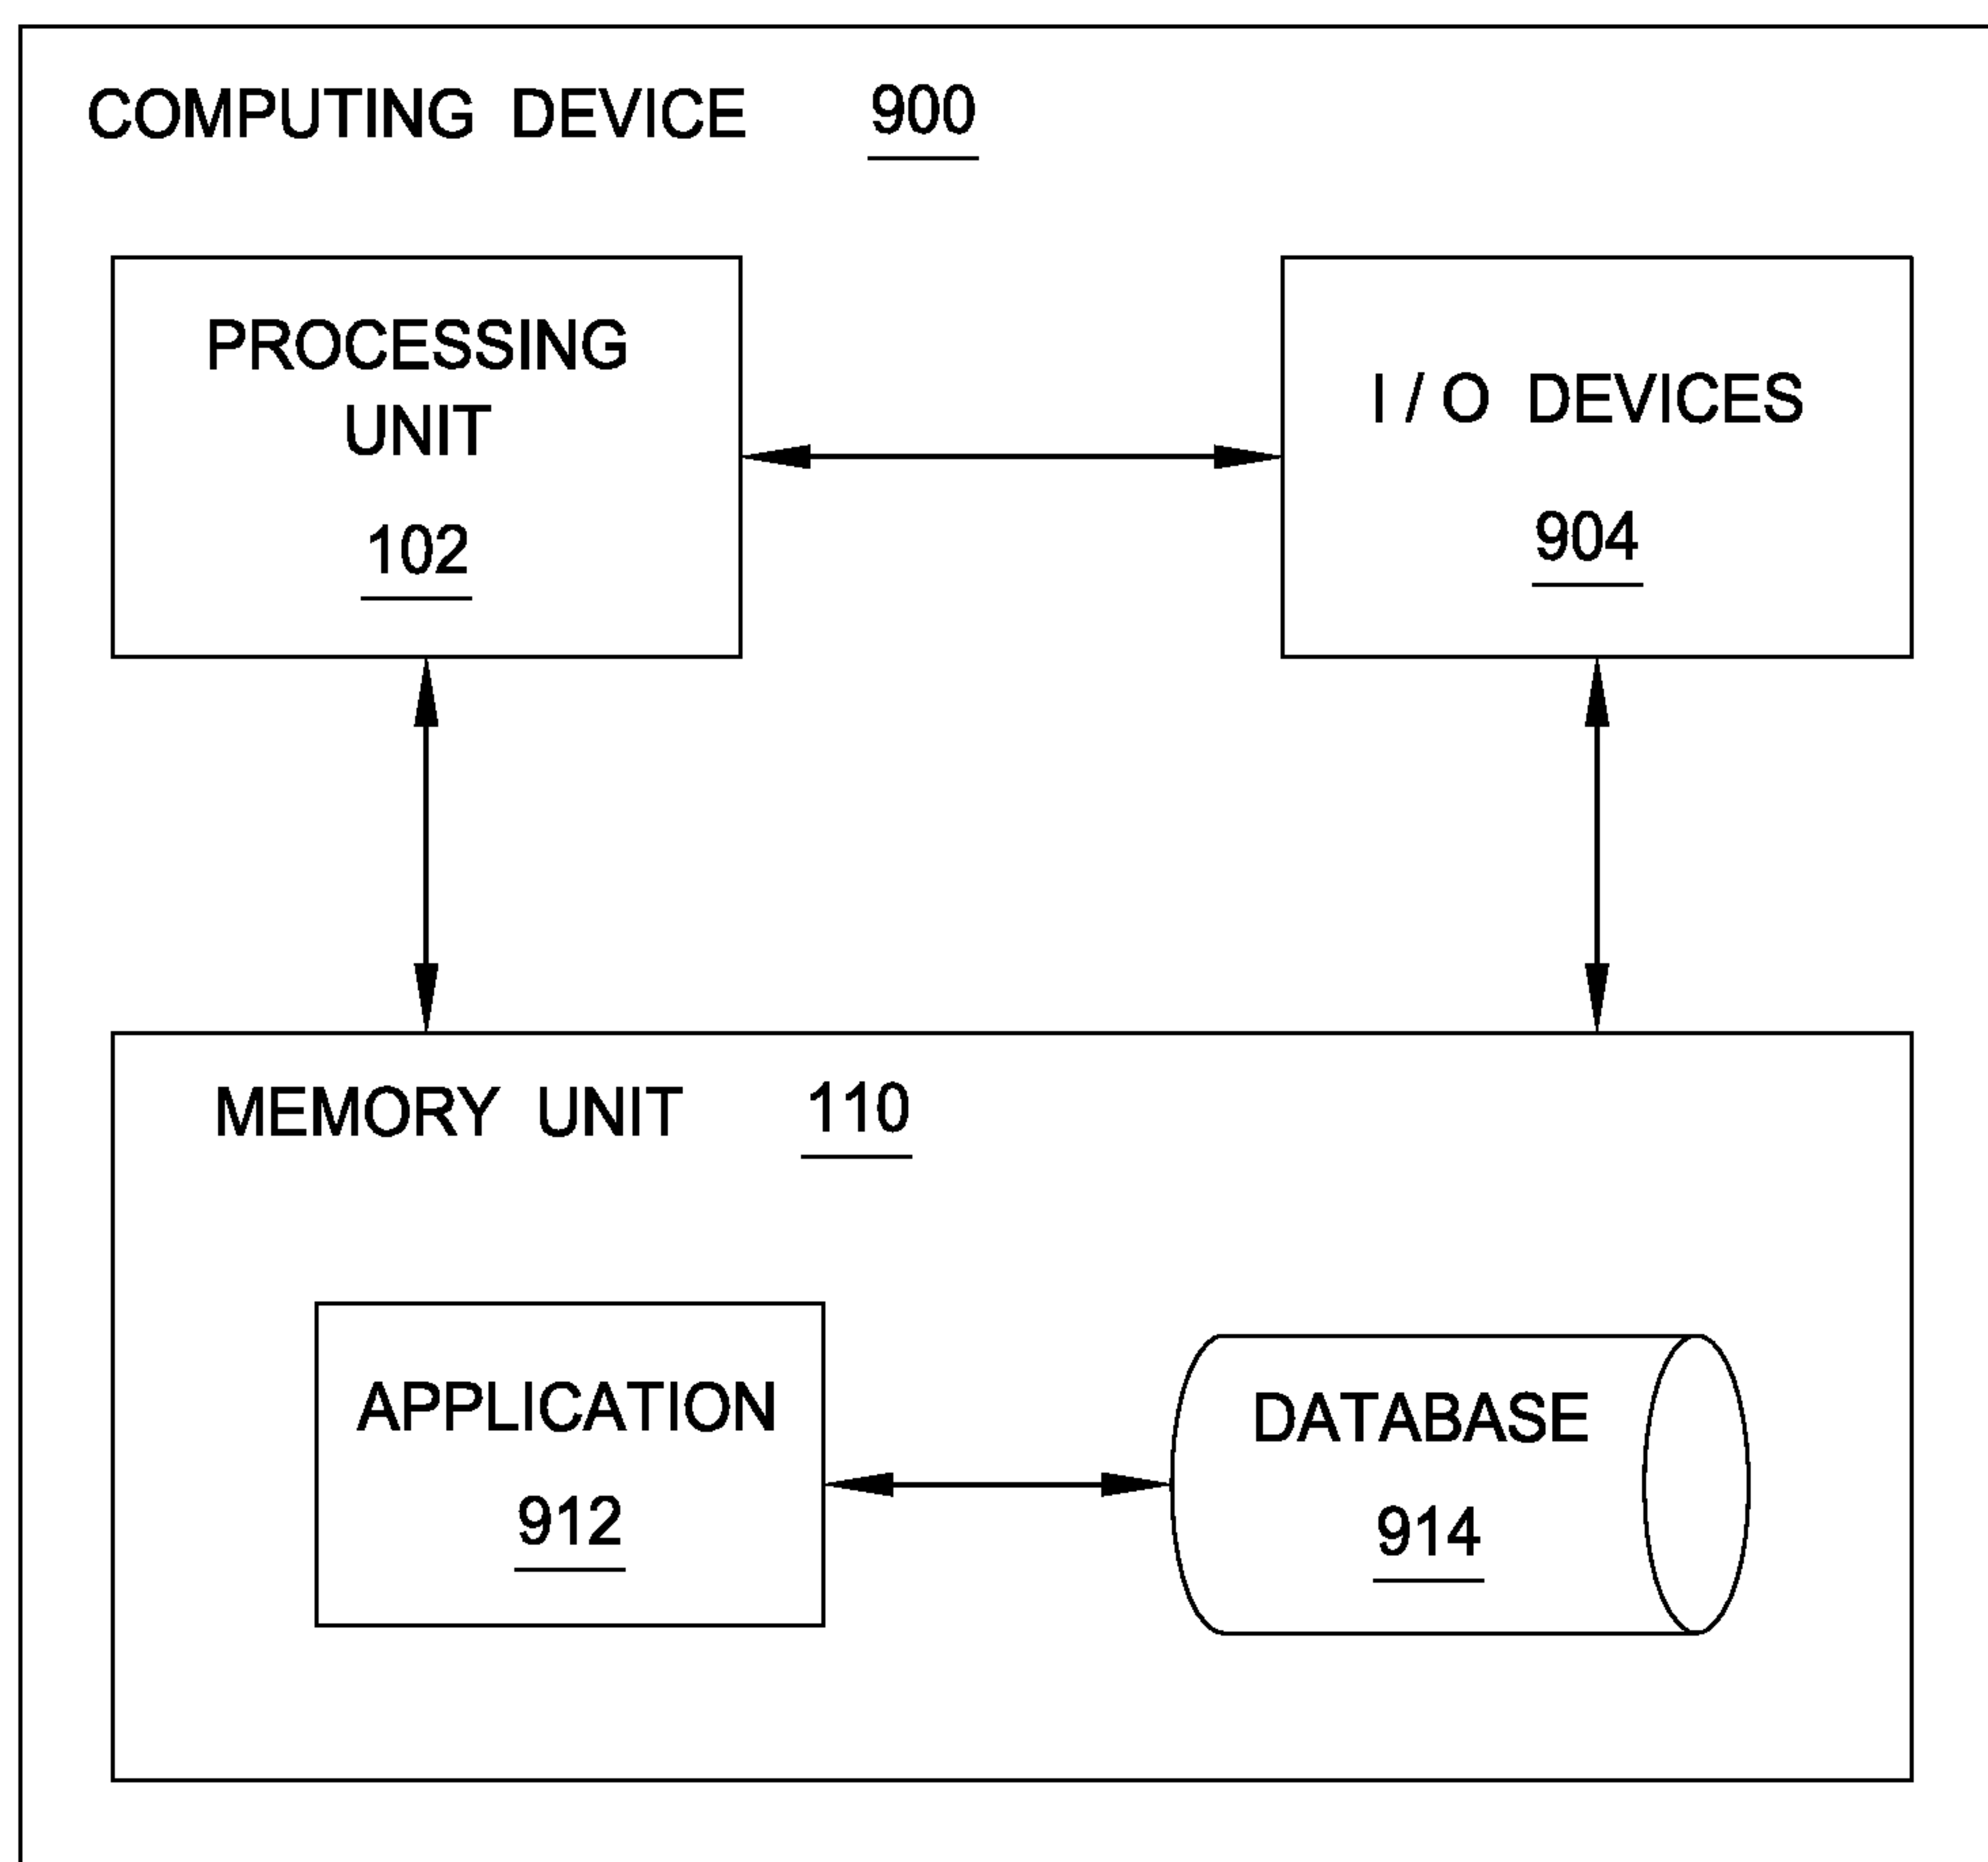 COMPUTING DEVICE 900
PROCESSING
UNIT
102
I / O DEVICES
904
MEMORY UNIT 110
APPLICATION
912
DATABASE
914